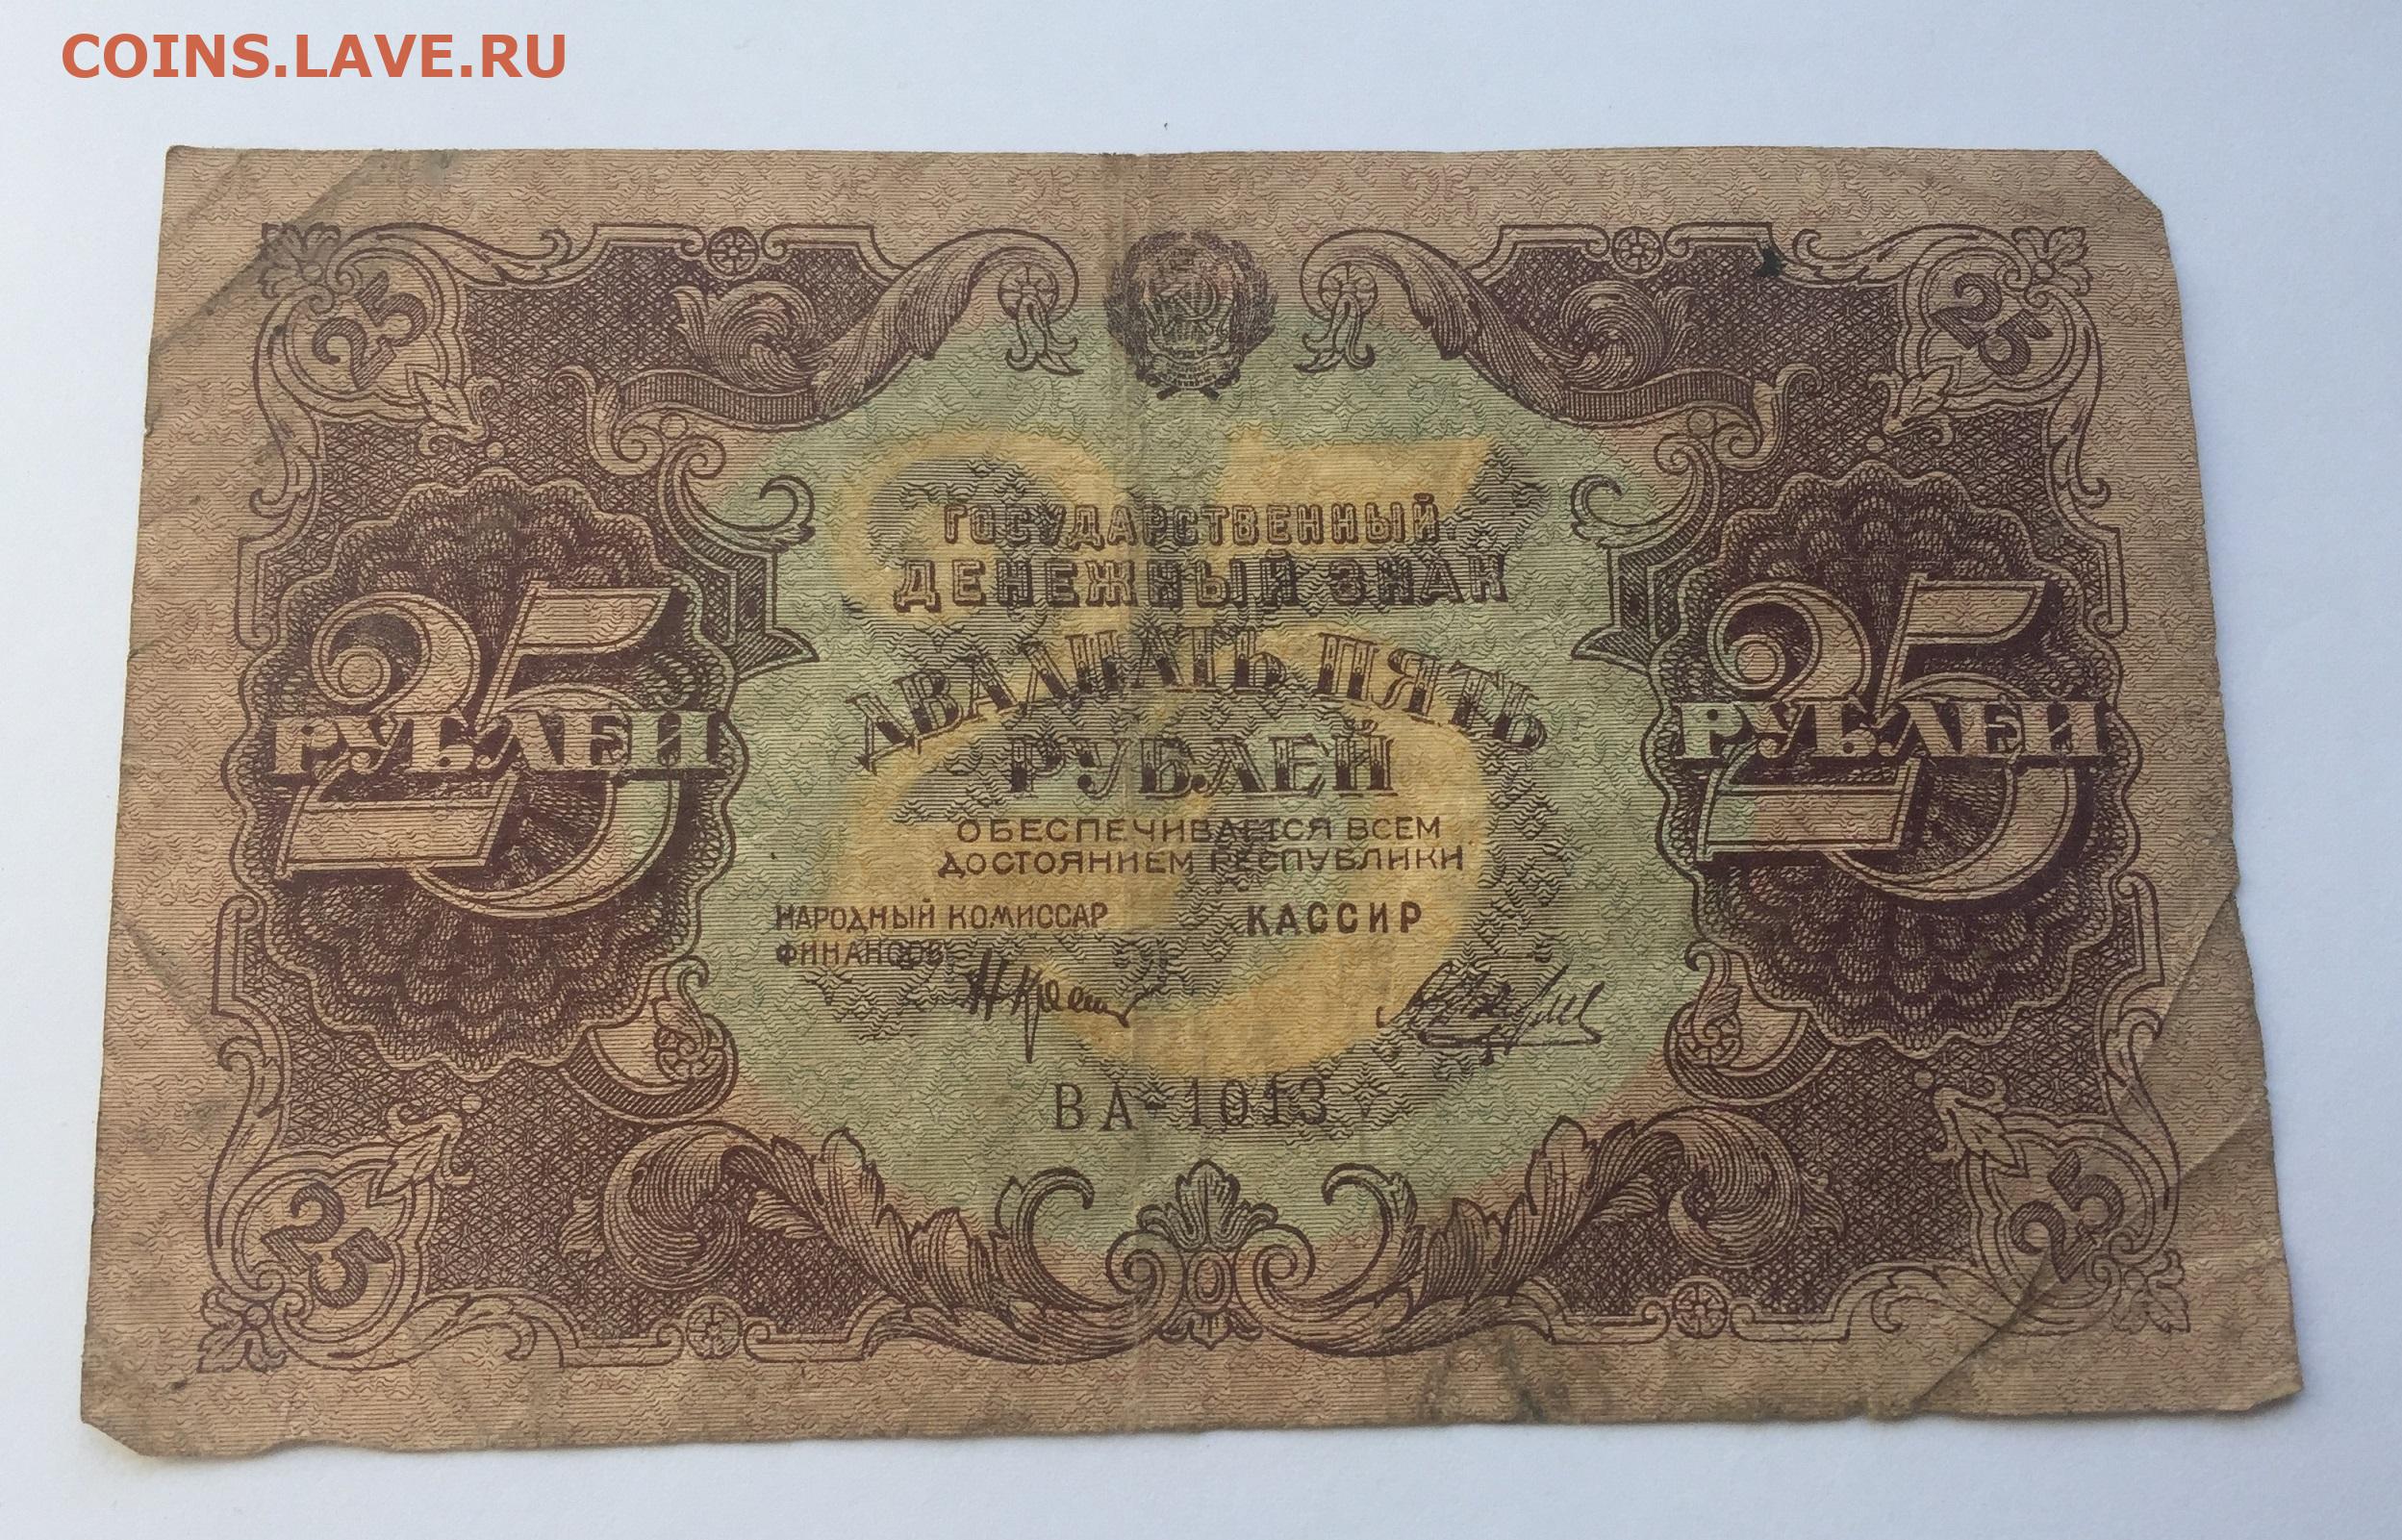 COINS.LAVE.RU
25
25
ГОСУДАРСТВЕННЫЙ
ДЕНЕЖНЫЙ ЗНАК
ДВАДЦАТЬ ПЯТЬ
РУБЛЕЙ
25
РУБЛЕЙ
25
РУБЛЕЙ
ОБЕСПЕЧИВАЕТСЯ ВСЕМ
ДОСТОЯНИЕМ РЕСПУБЛИКИ
НАРОДНЫЙ КОМИССАР
ФИНАНСОВ
КАССИР
ВА-1013
25
25